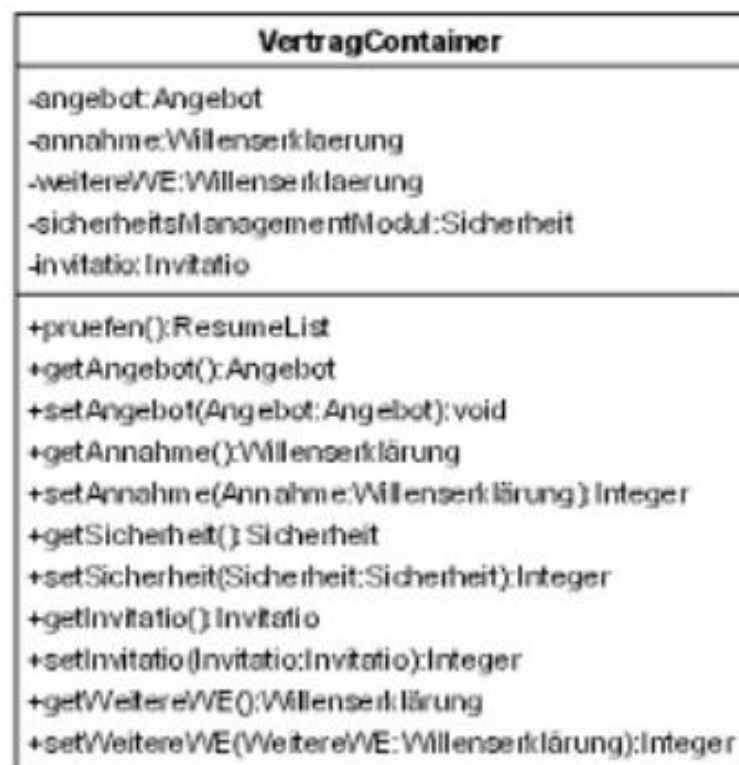 VertragContainer
-angebot:Angebot
-annahme:Willenserklaerung
-weitereWE:Willenserklaerung
-sicherheitsManagementModul:Sicherheit
-invitatio:Invitatio
+pruefen():ResumeList
+getAngebot():Angebot
+setAngebot(Angebot:Angebot):void
+getAnnahme():Willenserklärung
+setAnnahme(Annahme:Willenserklärung):Integer
+getSicherheit():Sicherheit
+setSicherheit(Sicherheit:Sicherheit):Integer
+getInvitatio():Invitatio
+setInvitatio(Invitatio:Invitatio):Integer
+getWeitereWE():Willenserklärung
+setWeitereWE(WeitereWE:Willenserklärung):Integer